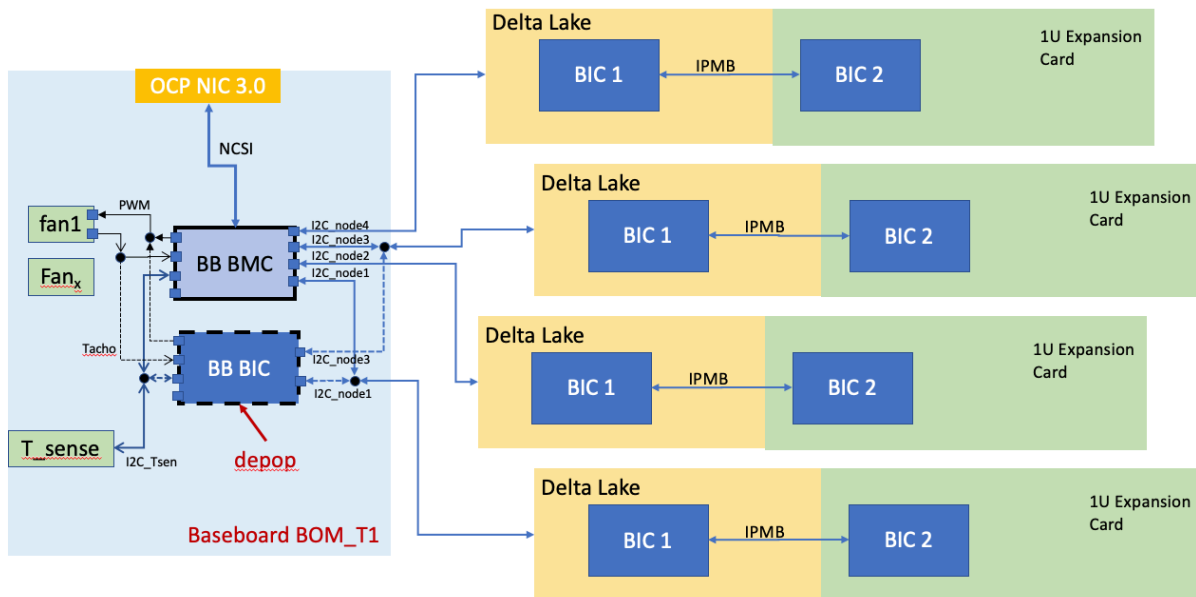 Delta Lake
1U Expansion
Card
BIC 1
IPMB
BIC 2
OCP NIC 3.0
NCSI
Delta Lake
1U Expansion
Card
BIC 1
IPMB
BIC 2
PWM
fan1
Fanx
BB BMC
I2C_node4
I2C_node3
I2C_node2
I2C_node1
Delta Lake
1U Expansion
Card
BIC 1
IPMB
BIC 2
Tacho
BB BIC
I2C_node3
I2C_node1
depop
T_sense
I2C_Tsen
Baseboard BOM_T1
Delta Lake
1U Expansion
Card
BIC 1
IPMB
BIC 2